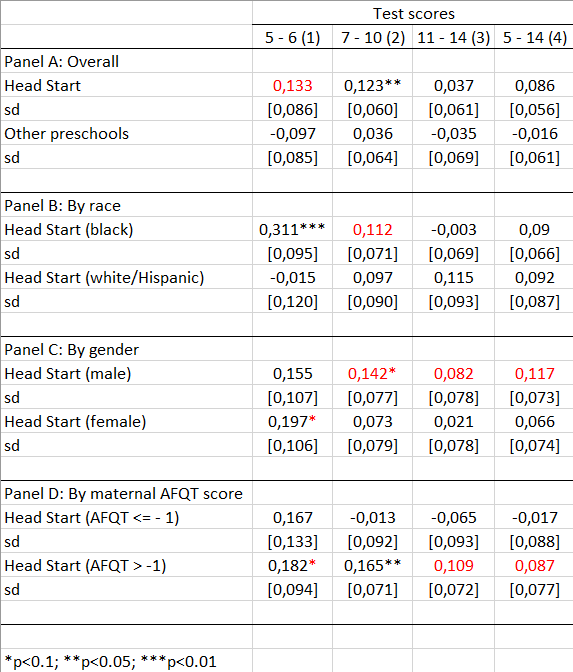 Test scores
5 - 6 (1) 7 - 10 (2) 11 - 14 (3) 5 - 14 (4)
Panel A: Overall
Head Start 0,133 0,123** 0,037 0,086
sd [0,086] [0,060] [0,061] [0,056]
Other preschools -0,097 0,036 -0,035 -0,016
sd [0,085] [0,064] [0,069] [0,061]
Panel B: By race
Head Start (black) 0,311*** 0,112 -0,003 0,09
sd [0,095] [0,071] [0,069] [0,066]
Head Start (white/Hispanic) -0,015 0,097 0,115 0,092
sd [0,120] [0,090] [0,093] [0,087]
Panel C: By gender
Head Start (male) 0,155 0,142* 0,082 0,117
sd [0,107] [0,077] [0,078] [0,073]
Head Start (female) 0,197* 0,073 0,021 0,066
sd [0,106] [0,079] [0,078] [0,074]
Panel D: By maternal AFQT score
Head Start (AFQT <= - 1) 0,167 -0,013 -0,065 -0,017
sd [0,133] [0,092] [0,093] [0,088]
Head Start (AFQT > -1) 0,182* 0,165** 0,109 0,087
sd [0,094] [0,071] [0,072] [0,077]
*p<0.1; **p<0.05; ***p<0.01